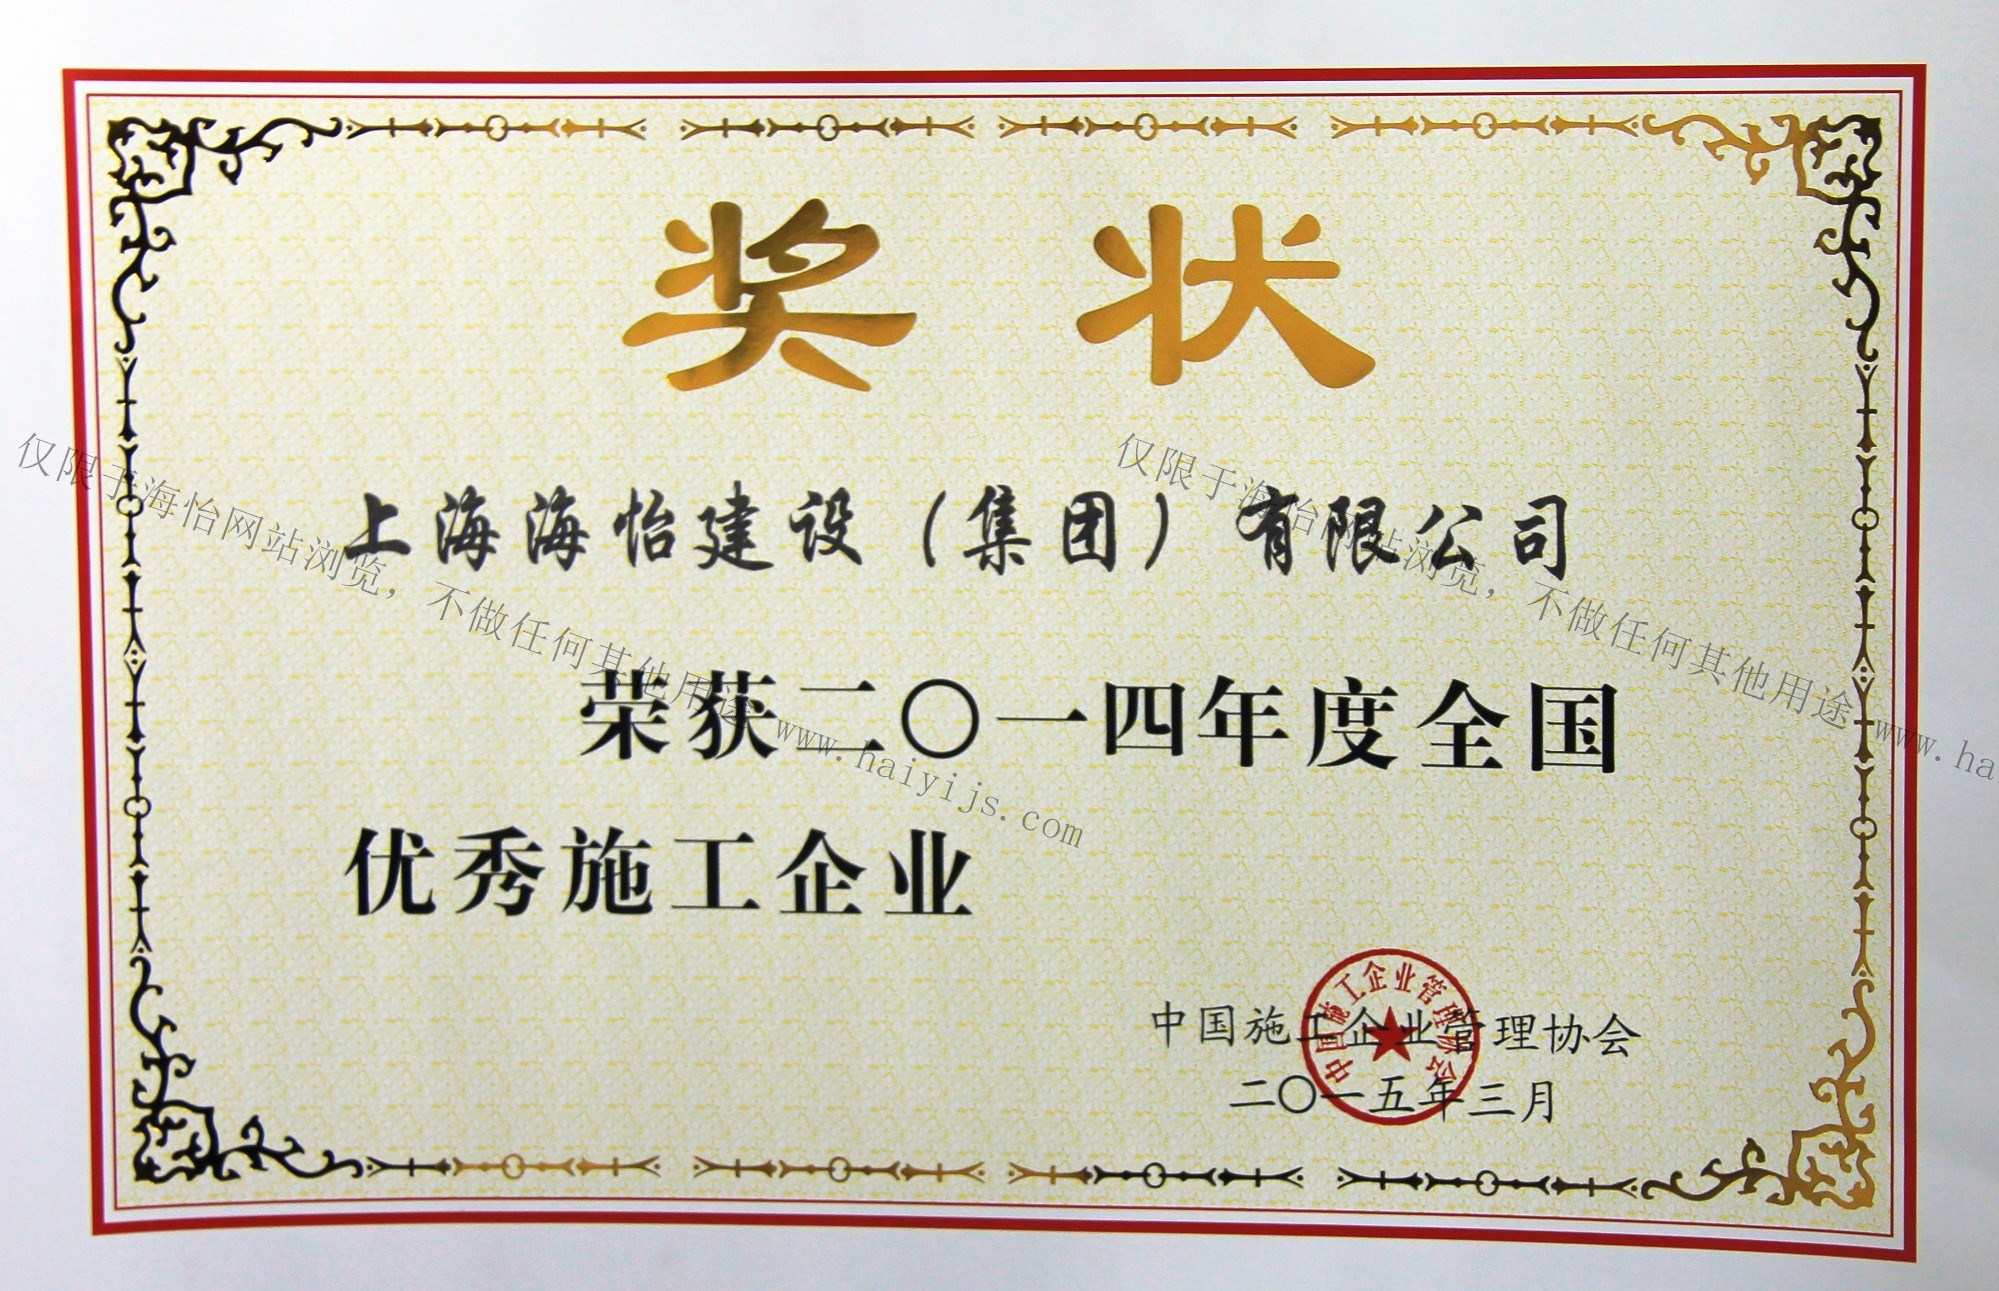 奖状
上海海怡建设（集团）有限公司
荣获二〇一四年度全国
优秀施工企业
中国施工企业管理协会
二〇一五年三月
中国施工企业管理协会
仅限于海怡网站浏览，不做任何其他用途 www.haiyijs.com
仅限于海怡网站浏览，不做任何其他用途 www.ha